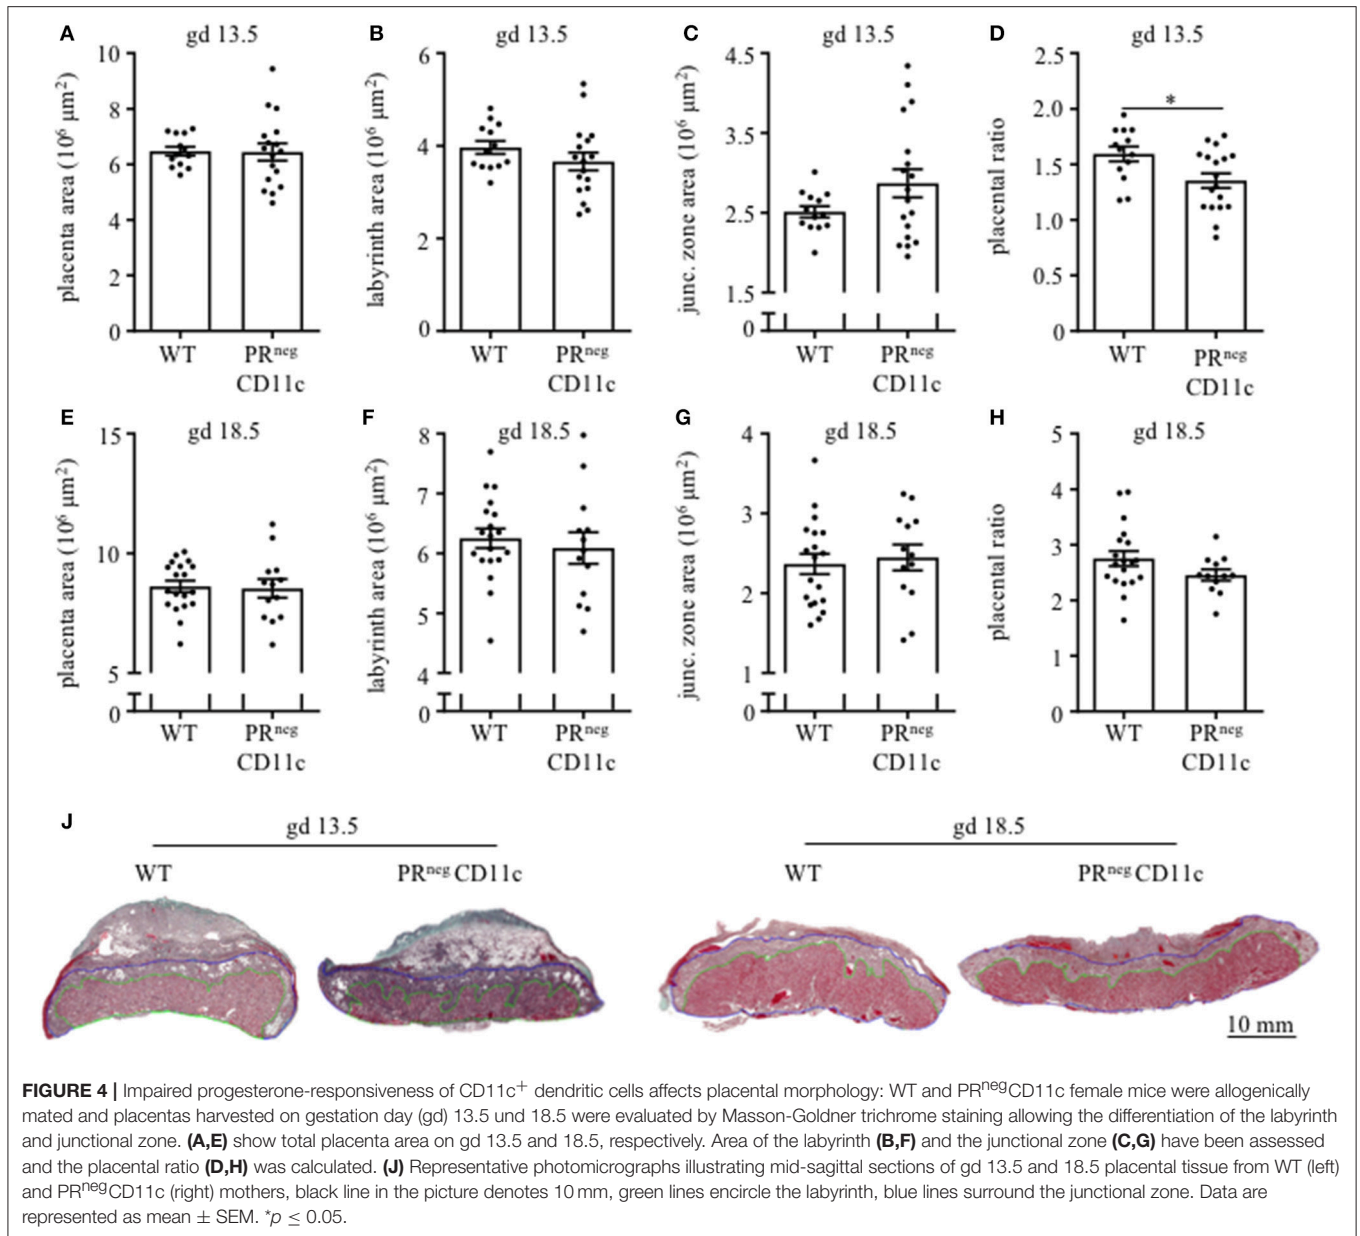 A
gd 13.5
placenta area (10⁶ µm²)
10
8
6
4
2
0
WT
PRⁿᵉᵍ
CD11c
B
gd 13.5
labyrinth area (10⁶ µm²)
6
4
2
0
WT
PRⁿᵉᵍ
CD11c
C
gd 13.5
junc. zone area (10⁶ µm²)
4.5
3.5
2.5
1.5
0
WT
PRⁿᵉᵍ
CD11c
D
gd 13.5
placental ratio
2.5
2.0
1.5
1.0
0.5
0
*
WT
PRⁿᵉᵍ
CD11c
E
gd 18.5
placenta area (10⁶ µm²)
15
10
5
0
WT
PRⁿᵉᵍ
CD11c
F
gd 18.5
labyrinth area (10⁶ µm²)
8
7
6
5
4
0
WT
PRⁿᵉᵍ
CD11c
G
gd 18.5
junc. zone area (10⁶ µm²)
4
3
2
1
0
WT
PRⁿᵉᵍ
CD11c
H
gd 18.5
placental ratio
5
4
3
2
1
0
WT
PRⁿᵉᵍ
CD11c
J
gd 13.5
WT
PRⁿᵉᵍ CD11c
gd 18.5
WT
PRⁿᵉᵍ CD11c
10 mm
FIGURE 4 | Impaired progesterone-responsiveness of CD11c⁺ dendritic cells affects placental morphology: WT and PRⁿᵉᵍCD11c female mice were allogenically
mated and placentas harvested on gestation day (gd) 13.5 und 18.5 were evaluated by Masson-Goldner trichrome staining allowing the differentiation of the labyrinth
and junctional zone. (A,E) show total placenta area on gd 13.5 and 18.5, respectively. Area of the labyrinth (B,F) and the junctional zone (C,G) have been assessed
and the placental ratio (D,H) was calculated. (J) Representative photomicrographs illustrating mid-sagittal sections of gd 13.5 and 18.5 placental tissue from WT (left)
and PRⁿᵉᵍCD11c (right) mothers, black line in the picture denotes 10 mm, green lines encircle the labyrinth, blue lines surround the junctional zone. Data are
represented as mean ± SEM. *p ≤ 0.05.